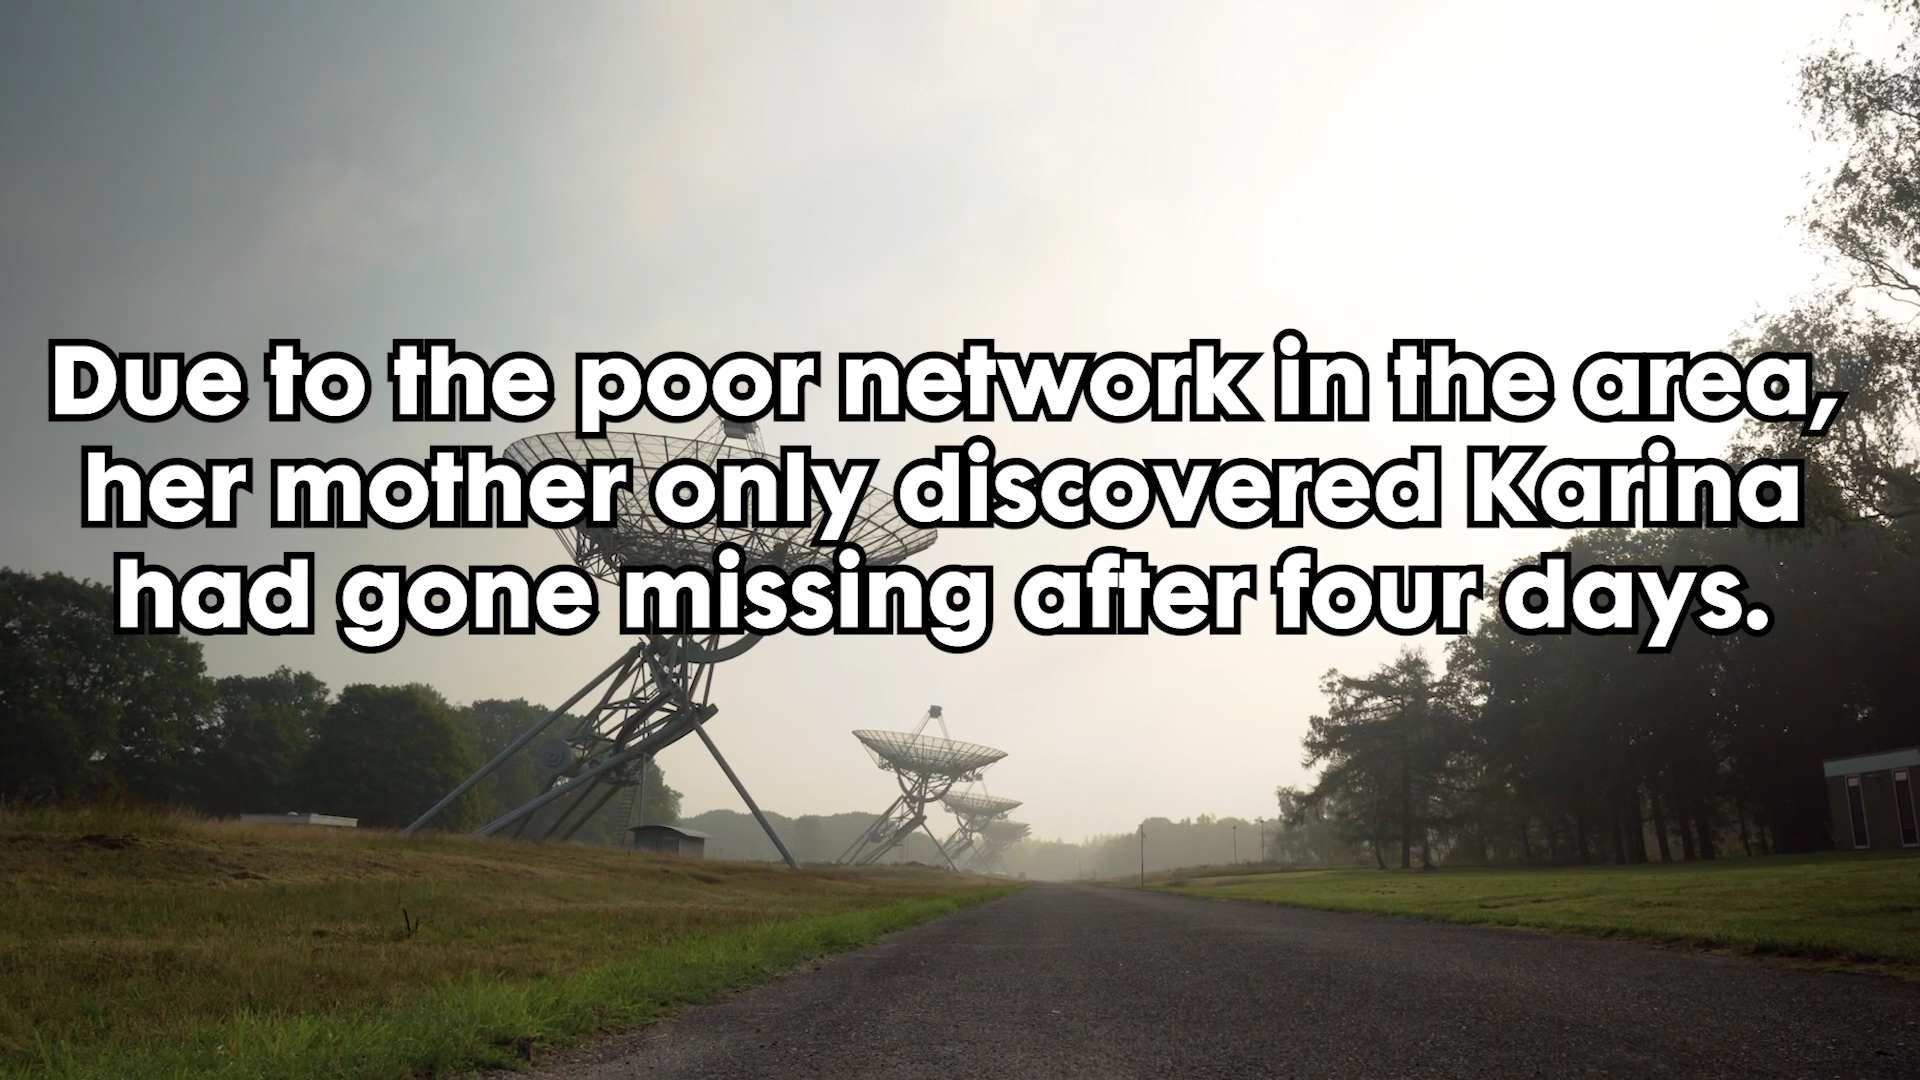 Due to the poor network in the area,
her mother only discovered Karina
had gone missing after four days.